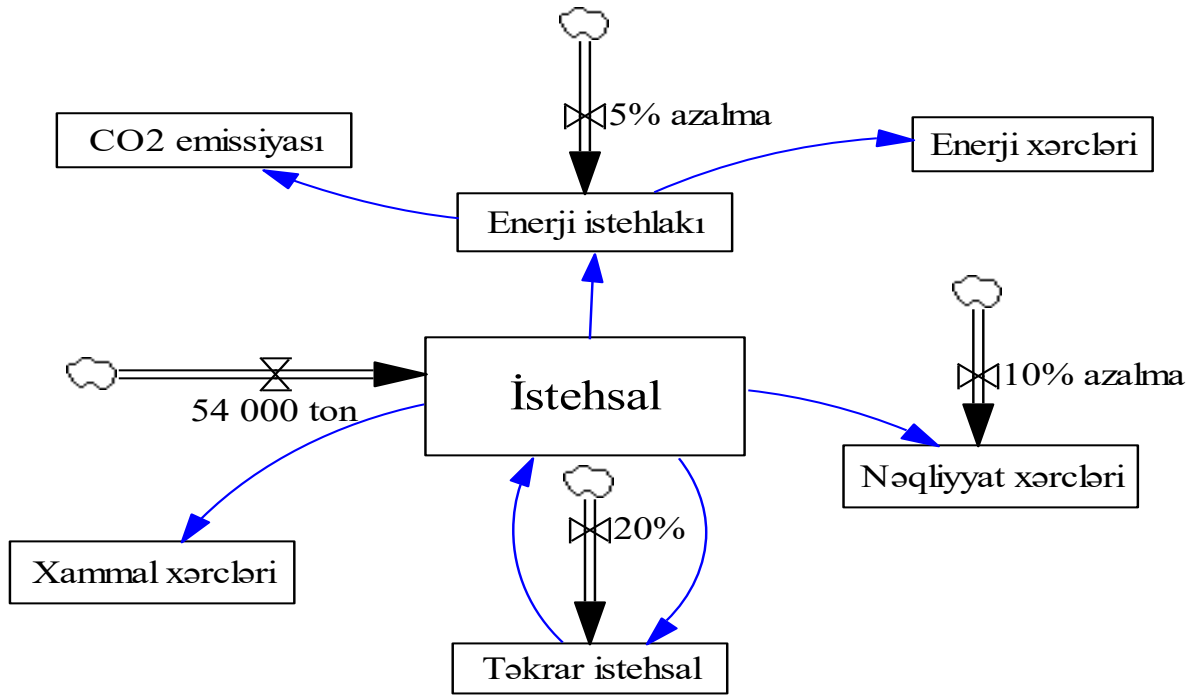 5% azalma
CO2 emissiyası
Enerji xərcləri
Enerji istehlakı
54 000 ton
İstehsal
10% azalma
Nəqliyyat xərcləri
20%
Xammal xərcləri
Təkrar istehsal